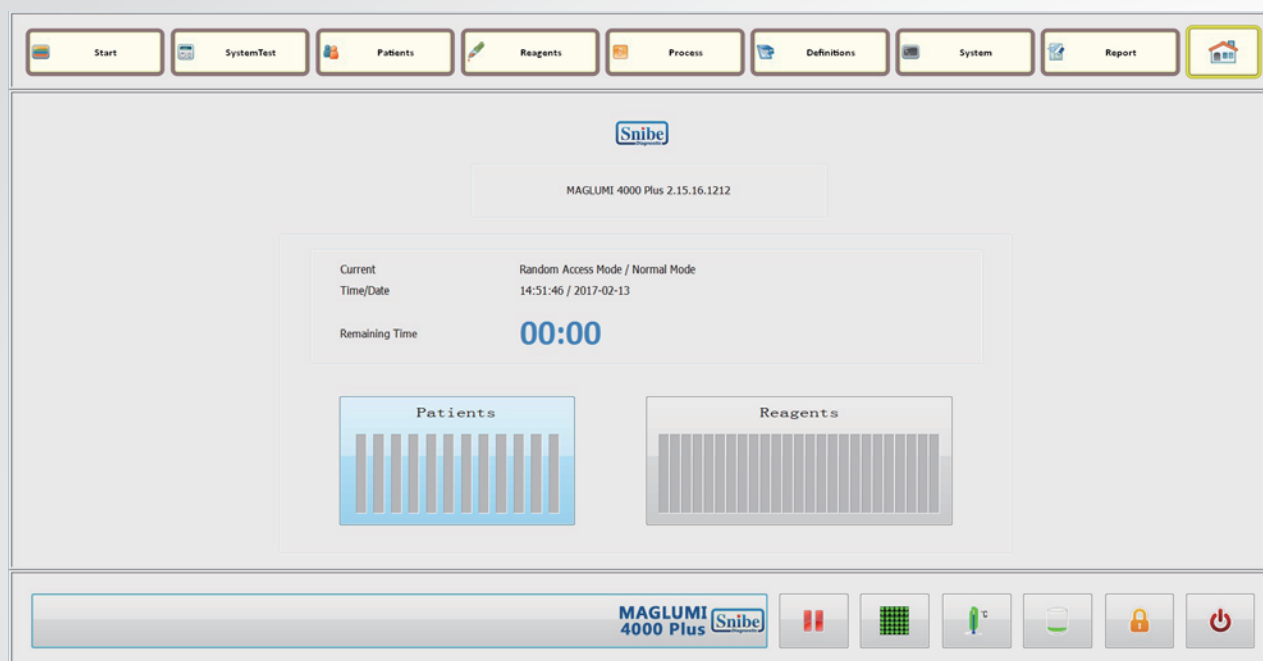 Start
SystemTest
Patients
Reagents
Process
Definitions
System
Report
Snibe
Diagnostic
MAGLUMI 4000 Plus 2.15.16.1212
Current Random Access Mode / Normal Mode
Time/Date 14:51:46 / 2017-02-13
Remaining Time 00:00
Patients
Reagents
MAGLUMI
4000 Plus
Snibe
Diagnostic
°C